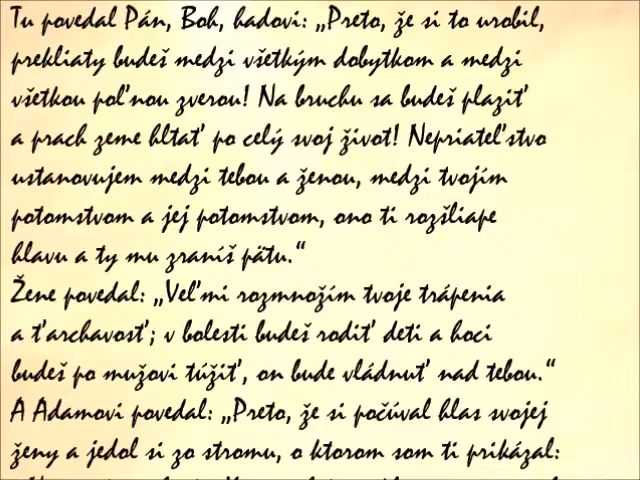 Tu povedal Pán, Boh, hadovi: „Preto, že si to urobil,
prekliaty budeš medzi všetkým dobytkom a medzi
všetkou poľnou zverou! Na bruchu sa budeš plaziť
a prach zeme hltať po celý svoj život! Nepriateľstvo
ustanovujem medzi tebou a ženou, medzi tvojím
potomstvom a jej potomstvom, ono ti rozšliape
hlavu a ty mu zraníš pätu.“
Žene povedal: „Veľmi rozmnožím tvoje trápenia
a ťarchavosť; v bolesti budeš rodiť deti a hoci
budeš po mužovi túžiť, on bude vládnuť nad tebou.“
A Adamovi povedal: „Preto, že si počúval hlas svojej
ženy a jedol si zo stromu, o ktorom som ti prikázal: